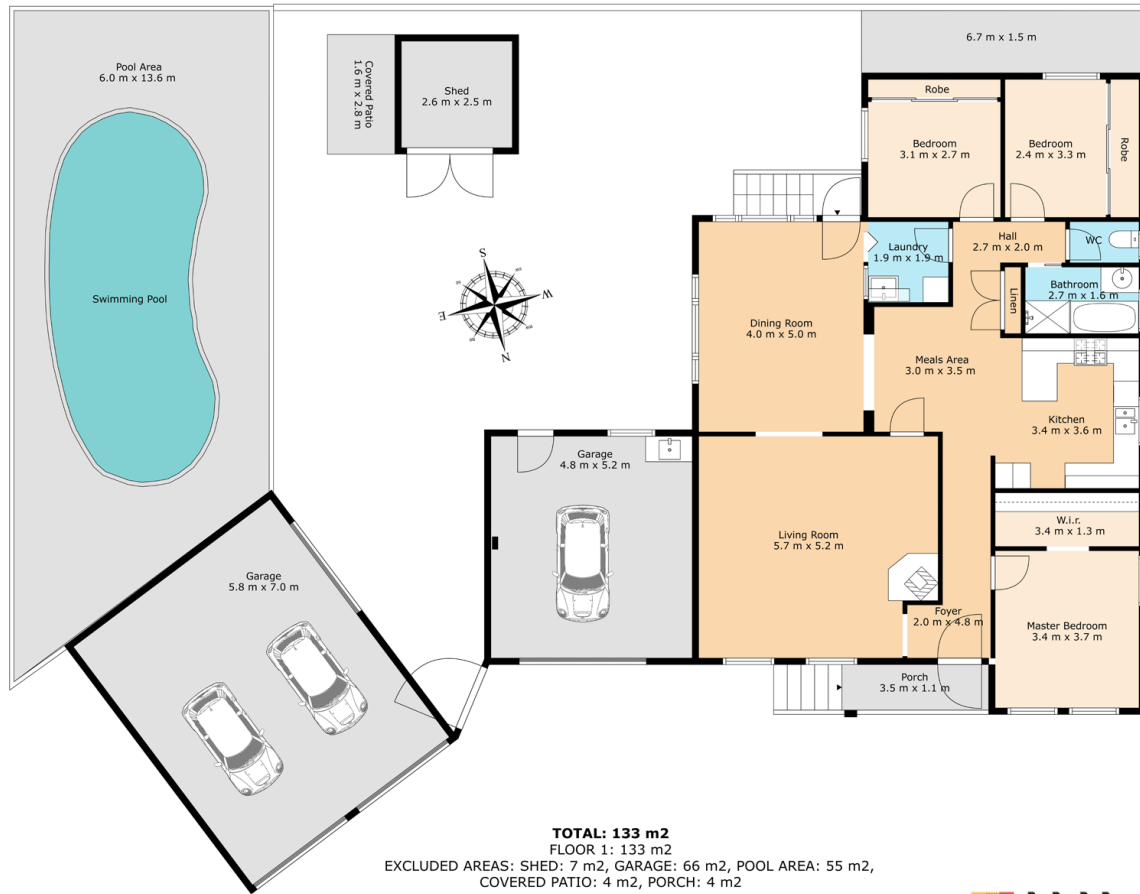 6.7 m x 1.5 m
Pool Area
6.0 m x 13.6 m
Covered Patio
1.6 m x 2.8 m
Shed
2.6 m x 2.5 m
Robe
Bedroom
3.1 m x 2.7 m
Bedroom
2.4 m x 3.3 m
Robe
Hall
2.7 m x 2.0 m
WC
Laundry
1.9 m x 1.9 m
Bathroom
2.7 m x 1.6 m
Linen
S
W
E
N
Swimming Pool
Dining Room
4.0 m x 5.0 m
Meals Area
3.0 m x 3.5 m
Kitchen
3.4 m x 3.6 m
Garage
4.8 m x 5.2 m
Living Room
5.7 m x 5.2 m
W.i.r.
3.4 m x 1.3 m
Garage
5.8 m x 7.0 m
Foyer
2.0 m x 4.8 m
Master Bedroom
3.4 m x 3.7 m
Porch
3.5 m x 1.1 m
TOTAL: 133 m2
FLOOR 1: 133 m2
EXCLUDED AREAS: SHED: 7 m2, GARAGE: 66 m2, POOL AREA: 55 m2,
COVERED PATIO: 4 m2, PORCH: 4 m2